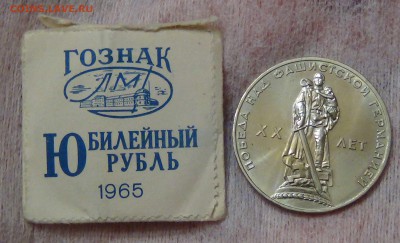 ГОЗНАК
ЛМД
ЮБИЛЕЙНЫЙ
РУБЛЬ
1965
ПОБЕДА НАД ФАШИСТСКОЙ ГЕРМАНИЕЙ
XX ЛЕТ